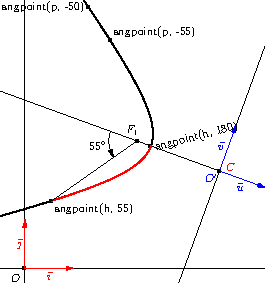 angpoint(p, -50)
angpoint(p, -55)
F₁
angpoint(h, 180)
55°
v⃗
O' C
u⃗
angpoint(h, 55)
j⃗
O
i⃗